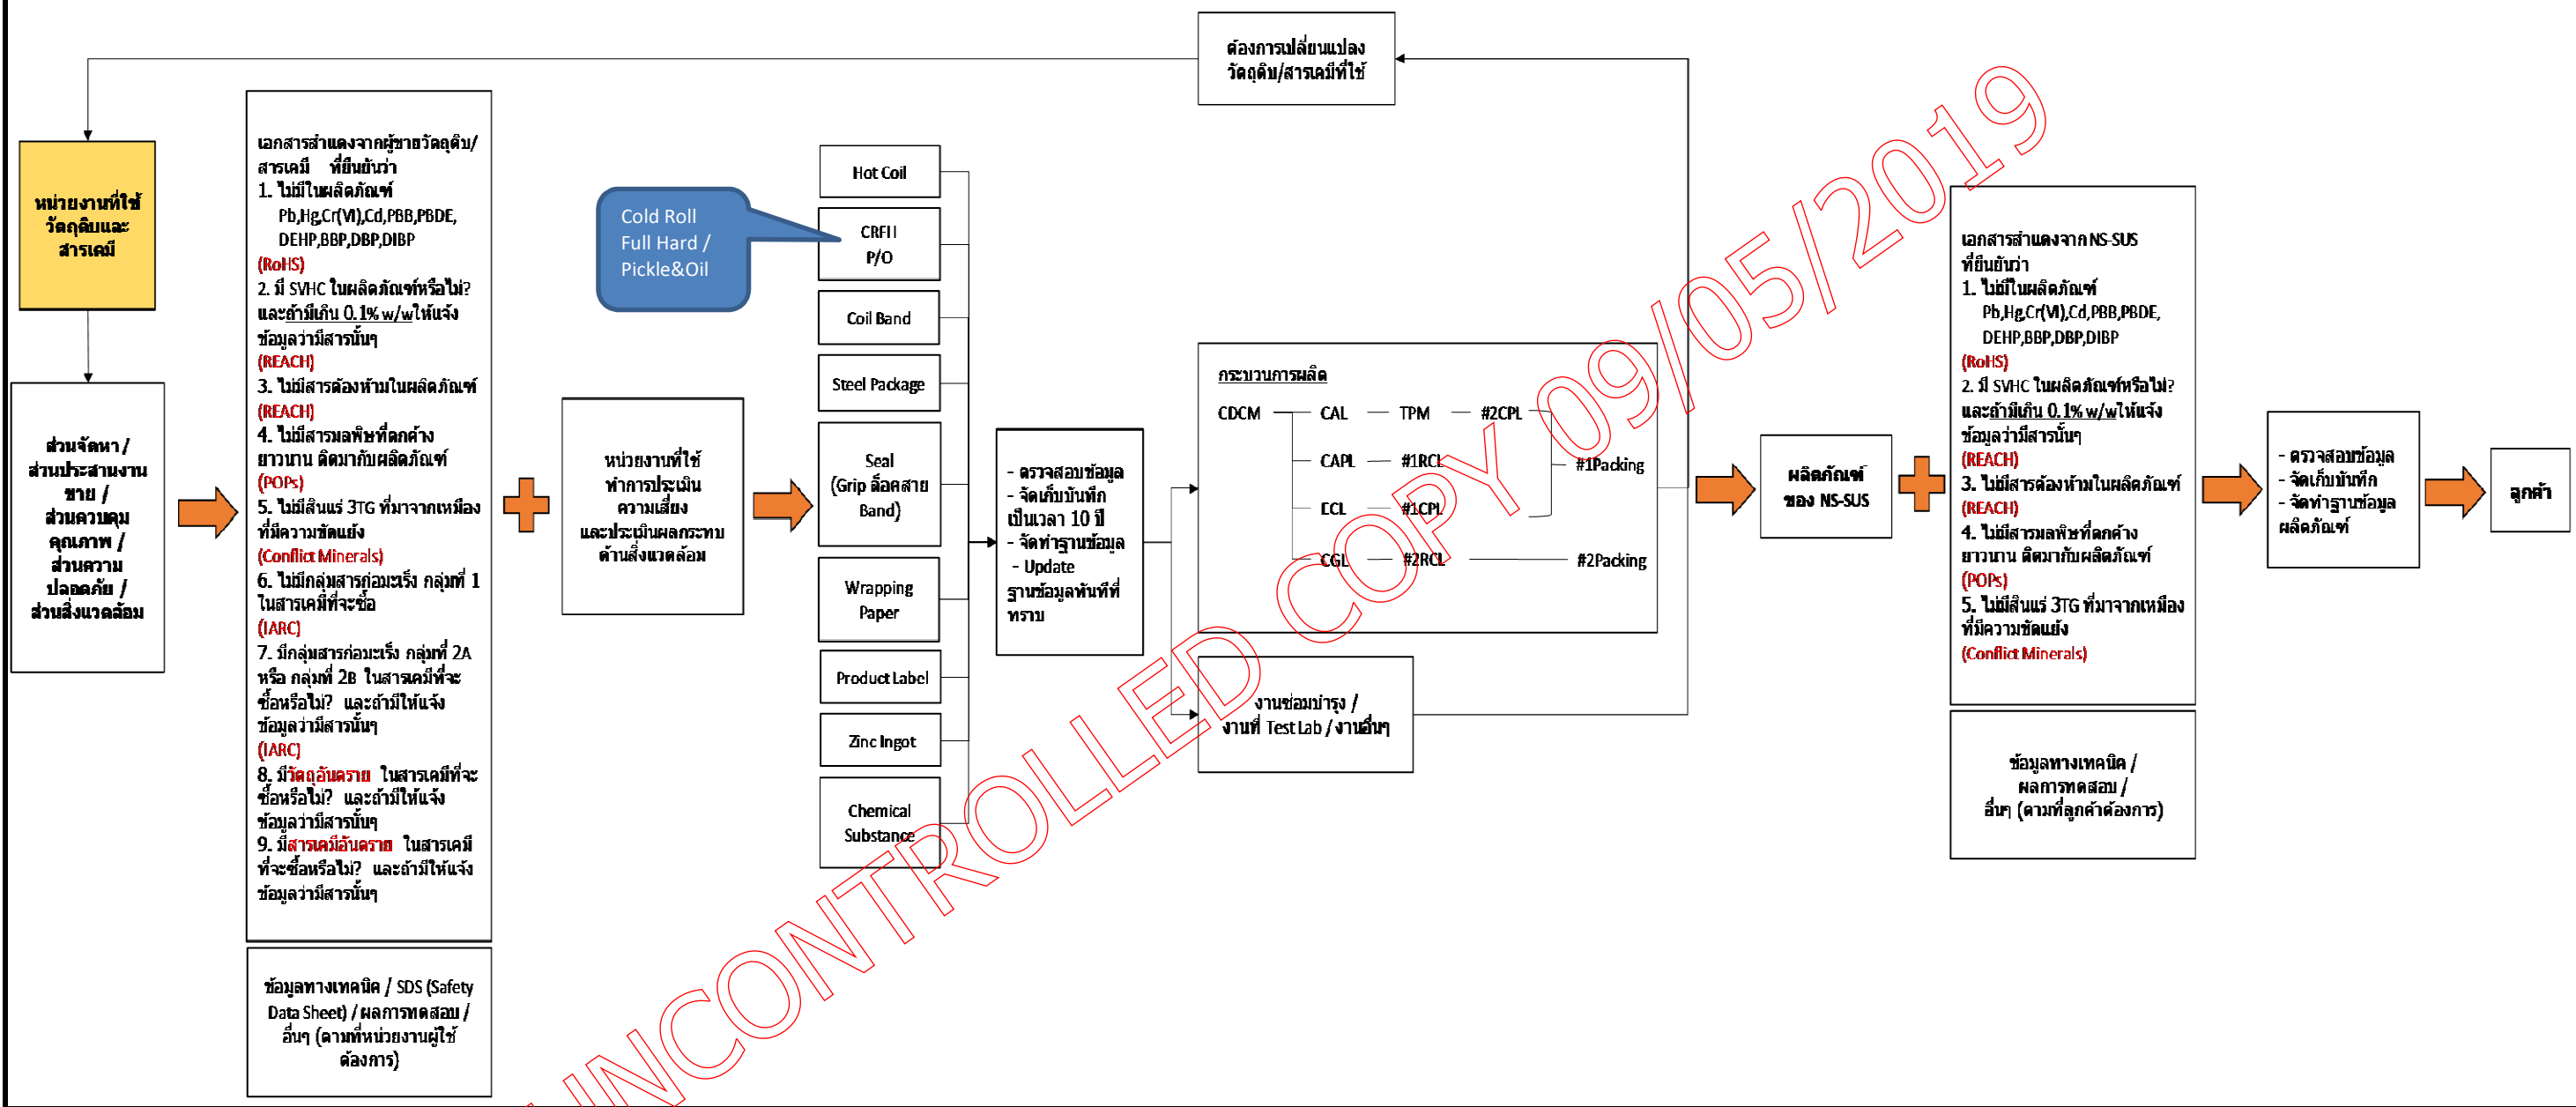 ต้องการเปลี่ยนแปลง
วัตถุดิบ/สารเคมีที่ใช้
หน่วยงานที่ใช้
วัตถุดิบและ
สารเคมี
ส่วนจัดหา /
ส่วนประสานงาน
ขาย /
ส่วนควบคุม
คุณภาพ /
ส่วนความ
ปลอดภัย /
ส่วนสิ่งแวดล้อม
เอกสารสำแดงจากผู้ขายวัตถุดิบ/
สารเคมี ที่ยืนยันว่า
1. ไม่มีในผลิตภัณฑ์
Pb,Hg,Cr(VI),Cd,PBB,PBDE,
DEHP,BBP,DBP,DIBP
(RoHS)
2. มี SVHC ในผลิตภัณฑ์หรือไม่?
และถ้ามีเกิน 0.1% w/wให้แจ้ง
ข้อมูลว่ามีสารนั้นๆ
(REACH)
3. ไม่มีสารต้องห้ามในผลิตภัณฑ์
(REACH)
4. ไม่มีสารมลพิษที่ตกค้าง
ยาวนาน ติดมากับผลิตภัณฑ์
(POPs)
5. ไม่มีสินแร่ 3TG ที่มาจากเหมือง
ที่มีความขัดแย้ง
(Conflict Minerals)
6. ไม่มีกลุ่มสารก่อมะเร็ง กลุ่มที่ 1
ในสารเคมีที่จะซื้อ
(IARC)
7. มีกลุ่มสารก่อมะเร็ง กลุ่มที่ 2A
หรือ กลุ่มที่ 2B ในสารเคมีที่จะ
ซื้อหรือไม่? และถ้ามีให้แจ้ง
ข้อมูลว่ามีสารนั้นๆ
(IARC)
8. มีวัตถุอันตราย ในสารเคมีที่จะ
ซื้อหรือไม่? และถ้ามีให้แจ้ง
ข้อมูลว่ามีสารนั้นๆ
9. มีสารเคมีอันตราย ในสารเคมี
ที่จะซื้อหรือไม่? และถ้ามีให้แจ้ง
ข้อมูลว่ามีสารนั้นๆ
ข้อมูลทางเทคนิค / SDS (Safety
Data Sheet) / ผลการทดสอบ /
อื่นๆ (ตามที่หน่วยงานผู้ใช้
ต้องการ)
หน่วยงานที่ใช้
ทำการประเมิน
ความเสี่ยง
และประเมินผลกระทบ
ด้านสิ่งแวดล้อม
Cold Roll
Full Hard /
Pickle&Oil
Hot Coil
CRFH
P/O
Coil Band
Steel Package
Seal
(Grip ล็อคสาย
Band)
Wrapping
Paper
Product Label
Zinc Ingot
Chemical
Substance
- ตรวจสอบข้อมูล
- จัดเก็บบันทึก
เป็นเวลา 10 ปี
- จัดทำฐานข้อมูล
- Update
ฐานข้อมูลทันทีที่
ทราบ
กระบวนการผลิต
CDCM CAL TPM #2CPL
CAPL #1RCL
#1Packing
ECL #1CPL
CGL #2RCL #2Packing
งานซ่อมบำรุง /
งานที่ Test Lab / งานอื่นๆ
ผลิตภัณฑ์
ของ NS-SUS
เอกสารสำแดงจาก NS-SUS
ที่ยืนยันว่า
1. ไม่มีในผลิตภัณฑ์
Pb,Hg,Cr(VI),Cd,PBB,PBDE,
DEHP,BBP,DBP,DIBP
(RoHS)
2. มี SVHC ในผลิตภัณฑ์หรือไม่?
และถ้ามีเกิน 0.1% w/wให้แจ้ง
ข้อมูลว่ามีสารนั้นๆ
(REACH)
3. ไม่มีสารต้องห้ามในผลิตภัณฑ์
(REACH)
4. ไม่มีสารมลพิษที่ตกค้าง
ยาวนาน ติดมากับผลิตภัณฑ์
(POPs)
5. ไม่มีสินแร่ 3TG ที่มาจากเหมือง
ที่มีความขัดแย้ง
(Conflict Minerals)
ข้อมูลทางเทคนิค /
ผลการทดสอบ /
อื่นๆ (ตามที่ลูกค้าต้องการ)
- ตรวจสอบข้อมูล
- จัดเก็บบันทึก
- จัดทำฐานข้อมูล
ผลิตภัณฑ์
ลูกค้า
UNCONTROLLED COPY 09/05/2019